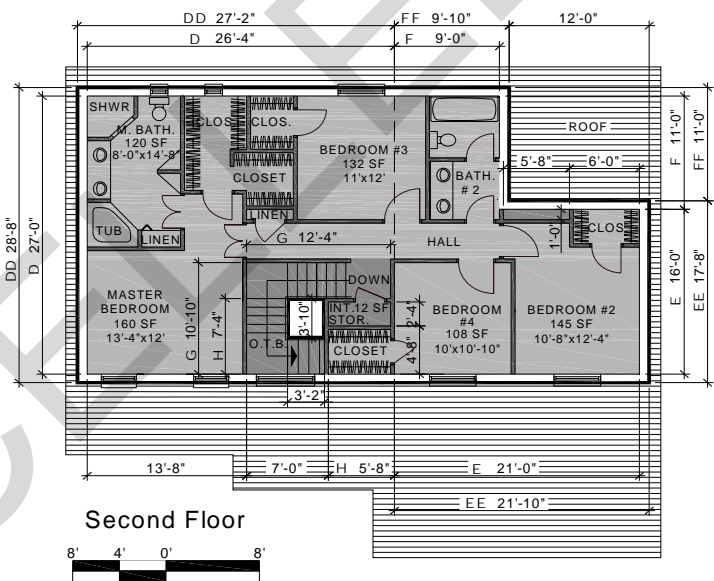 DD 27'-2"
FF 9'-10"
12'-0"
D 26'-4"
F 9'-0"
SHWR
M. BATH.
120 SF
8'-0"x14'-8"
CLOS.
CLOS.
BEDROOM #3
132 SF
11'x12'
ROOF
F 11'-0"
FF 11'-0"
5'-8"
6'-0"
CLOSET
BATH.
# 2
DD 28'-8"
D 27'-0"
TUB
LINEN
LINEN
G 12'-4"
HALL
1'-0"
CLOS
MASTER
BEDROOM
160 SF
13'-4"x12'
G 10'-10"
H 7'-4"
DOWN
3'-10"
INT.12 SF
STOR.
2'-4"
O.T.B.
CLOSET
4'-8"
BEDROOM
#4
108 SF
10'x10'-10"
BEDROOM #2
145 SF
10'-8"x12'-4"
E 16'-0"
EE 17'-8"
3'-2"
13'-8"
7'-0"
H 5'-8"
E 21'-0"
EE 21'-10"
Second Floor
8' 4' 0' 8'